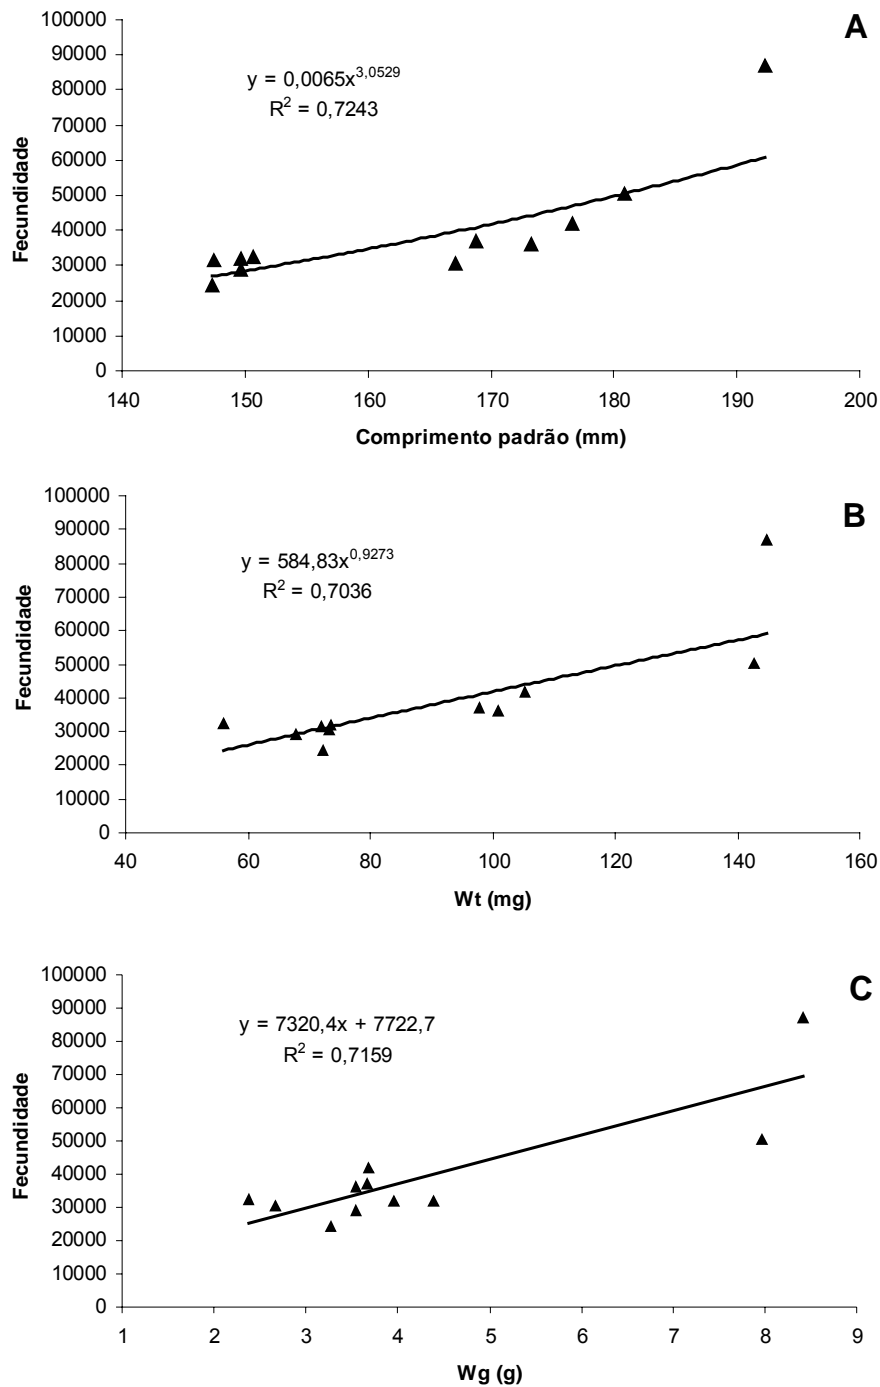 A
y = 0,0065x^3,0529
R² = 0,7243
100000
90000
80000
70000
60000
50000
40000
30000
20000
10000
0
Fecundidade
140 150 160 170 180 190 200
Comprimento padrão (mm)
B
y = 584,83x^0,9273
R² = 0,7036
100000
90000
80000
70000
60000
50000
40000
30000
20000
10000
0
Fecundidade
40 60 80 100 120 140 160
Wt (mg)
C
y = 7320,4x + 7722,7
R² = 0,7159
100000
90000
80000
70000
60000
50000
40000
30000
20000
10000
0
Fecundidade
1 2 3 4 5 6 7 8 9
Wg (g)